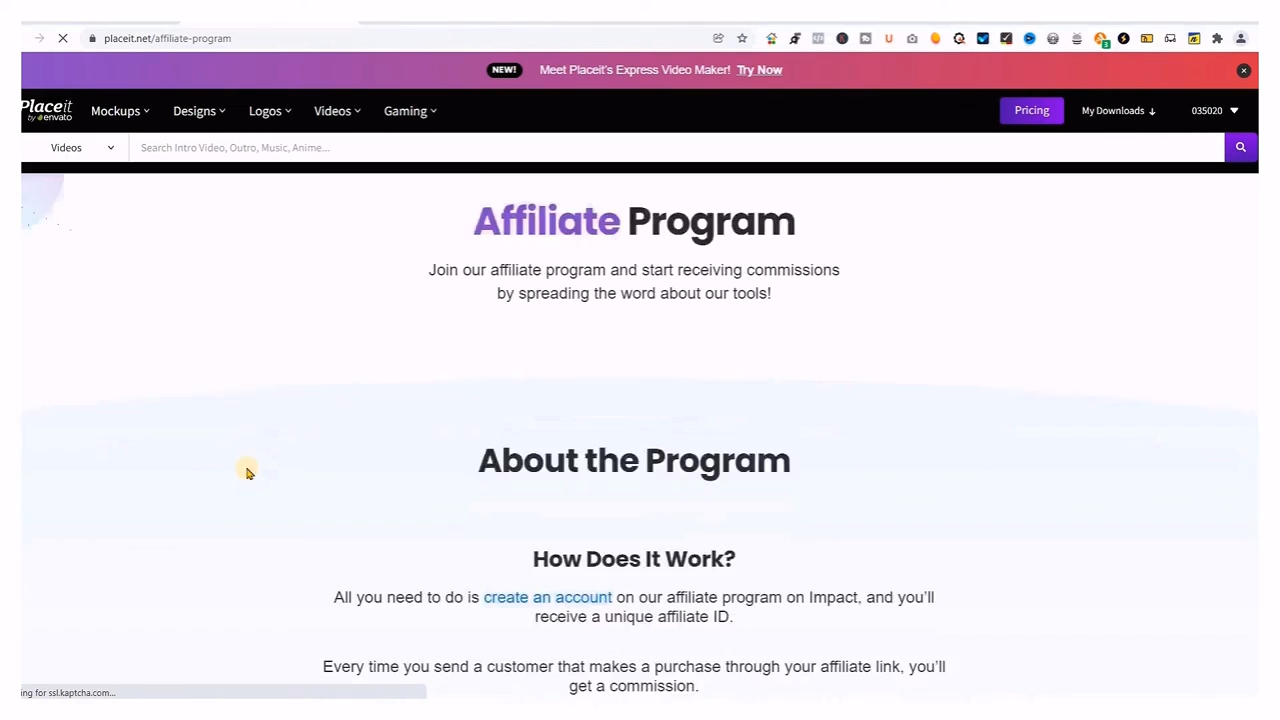 placeit.net/affiliate-program
3
NEW! Meet Placeit's Express Video Maker! Try Now
Placeit
by envato
Mockups Designs Logos Videos Gaming Pricing My Downloads 035020
Videos Search Intro Video, Outro, Music, Anime...
Affiliate Program
Join our affiliate program and start receiving commissions
by spreading the word about our tools!
About the Program
How Does It Work?
All you need to do is create an account on our affiliate program on Impact, and you'll
receive a unique affiliate ID.
Every time you send a customer that makes a purchase through your affiliate link, you'll
get a commission.
ing for ssl.kaptcha.com...